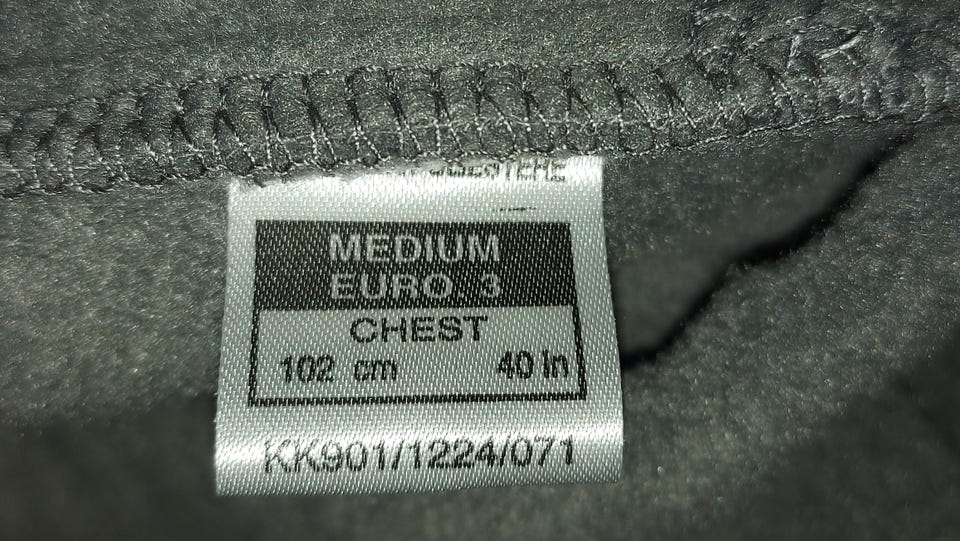 MEDIUM
EURO 3
CHEST
102 cm 40 In
KK901/1224/071